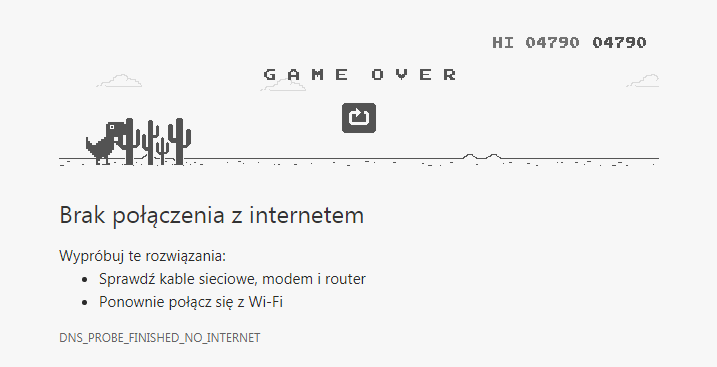 HI 04790 04790
GAME OVER
Brak połączenia z internetem
Wypróbuj te rozwiązania:
Sprawdź kable sieciowe, modem i router
Ponownie połącz się z Wi-Fi
DNS_PROBE_FINISHED_NO_INTERNET